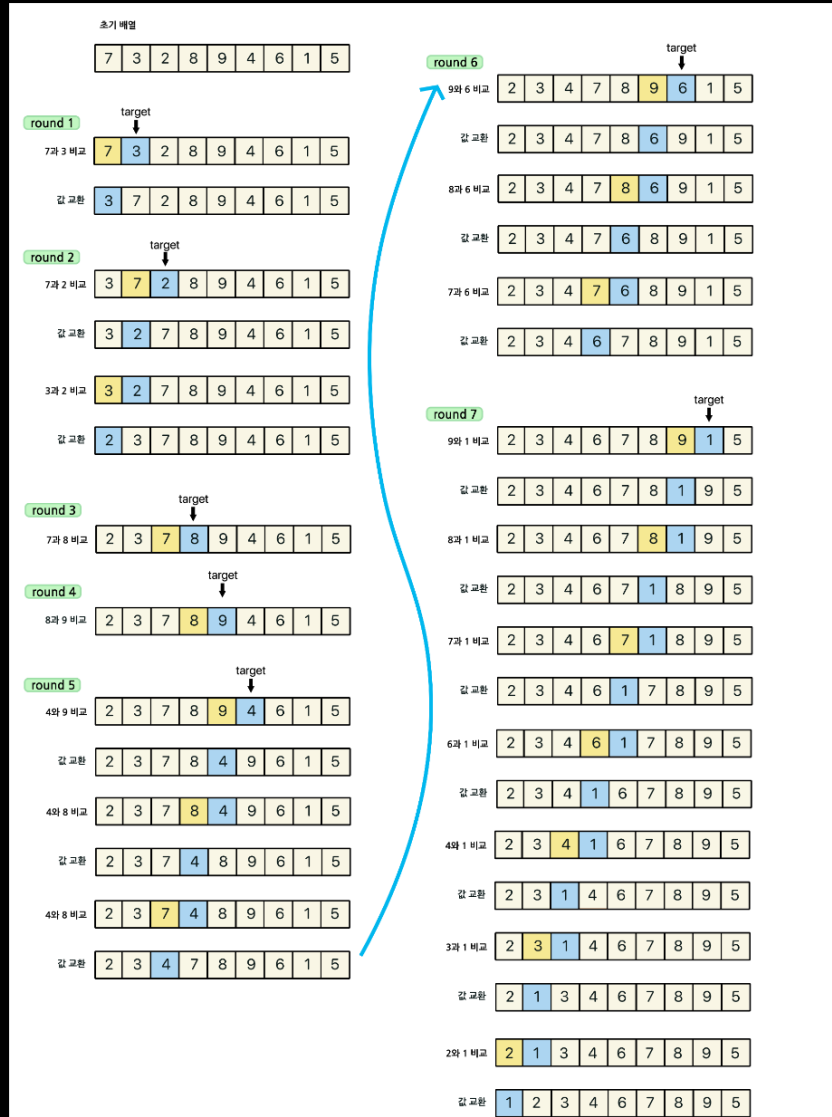 초기 배열
7 3 2 8 9 4 6 1 5
round 1
target
7과 3 비교 7 3 2 8 9 4 6 1 5
값 교환 3 7 2 8 9 4 6 1 5
round 2
target
7과 2 비교 3 7 2 8 9 4 6 1 5
값 교환 3 2 7 8 9 4 6 1 5
3과 2 비교 3 2 7 8 9 4 6 1 5
값 교환 2 3 7 8 9 4 6 1 5
round 3
target
7과 8 비교 2 3 7 8 9 4 6 1 5
round 4
target
8과 9 비교 2 3 7 8 9 4 6 1 5
round 5
target
4와 9 비교 2 3 7 8 9 4 6 1 5
값 교환 2 3 7 8 4 9 6 1 5
4와 8 비교 2 3 7 8 4 9 6 1 5
값 교환 2 3 7 4 8 9 6 1 5
4와 8 비교 2 3 7 4 8 9 6 1 5
값 교환 2 3 4 7 8 9 6 1 5
round 6
target
9와 6 비교 2 3 4 7 8 9 6 1 5
값 교환 2 3 4 7 8 6 9 1 5
8과 6 비교 2 3 4 7 8 6 9 1 5
값 교환 2 3 4 7 6 8 9 1 5
7과 6 비교 2 3 4 7 6 8 9 1 5
값 교환 2 3 4 6 7 8 9 1 5
round 7
target
9와 1 비교 2 3 4 6 7 8 9 1 5
값 교환 2 3 4 6 7 8 1 9 5
8과 1 비교 2 3 4 6 7 8 1 9 5
값 교환 2 3 4 6 7 1 8 9 5
7과 1 비교 2 3 4 6 7 1 8 9 5
값 교환 2 3 4 6 1 7 8 9 5
6과 1 비교 2 3 4 6 1 7 8 9 5
값 교환 2 3 4 1 6 7 8 9 5
4와 1 비교 2 3 4 1 6 7 8 9 5
값 교환 2 3 1 4 6 7 8 9 5
3과 1 비교 2 3 1 4 6 7 8 9 5
값 교환 2 1 3 4 6 7 8 9 5
2와 1 비교 2 1 3 4 6 7 8 9 5
값 교환 1 2 3 4 6 7 8 9 5